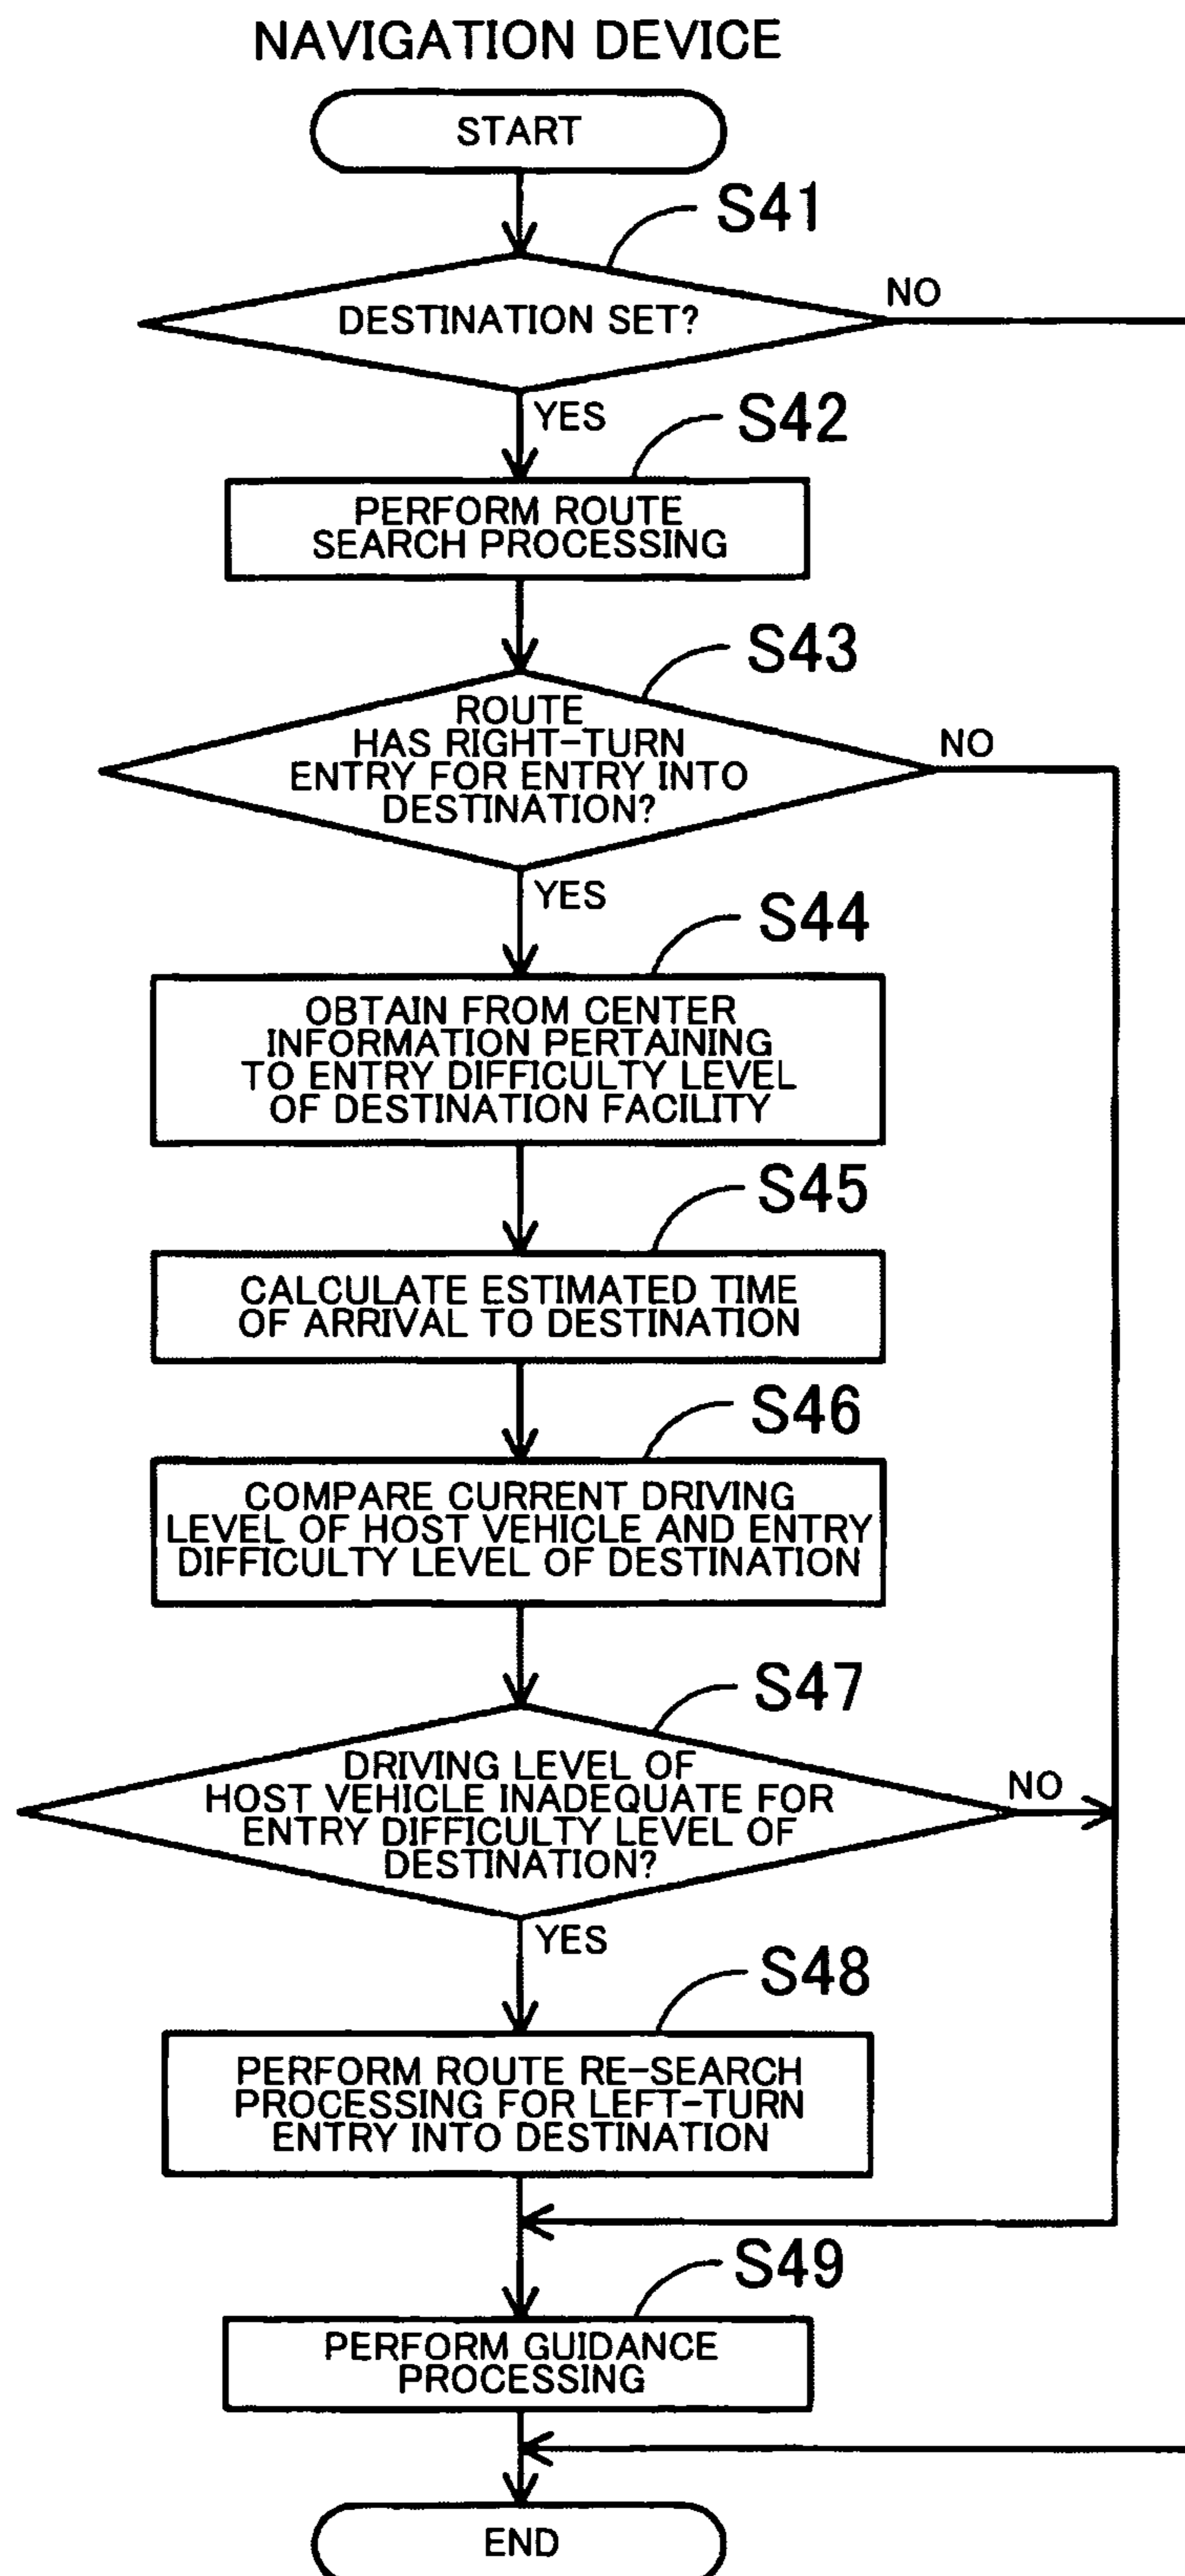 NAVIGATION DEVICE
START
S41
DESTINATION SET?
NO
YES
S42
PERFORM ROUTE
SEARCH PROCESSING
S43
ROUTE
HAS RIGHT-TURN
ENTRY FOR ENTRY INTO
DESTINATION?
NO
YES
S44
OBTAIN FROM CENTER
INFORMATION PERTAINING
TO ENTRY DIFFICULTY LEVEL
OF DESTINATION FACILITY
S45
CALCULATE ESTIMATED TIME
OF ARRIVAL TO DESTINATION
S46
COMPARE CURRENT DRIVING
LEVEL OF HOST VEHICLE AND ENTRY
DIFFICULTY LEVEL OF DESTINATION
S47
DRIVING LEVEL OF
HOST VEHICLE INADEQUATE FOR
ENTRY DIFFICULTY LEVEL OF
DESTINATION?
NO
YES
S48
PERFORM ROUTE RE-SEARCH
PROCESSING FOR LEFT-TURN
ENTRY INTO DESTINATION
S49
PERFORM GUIDANCE
PROCESSING
END